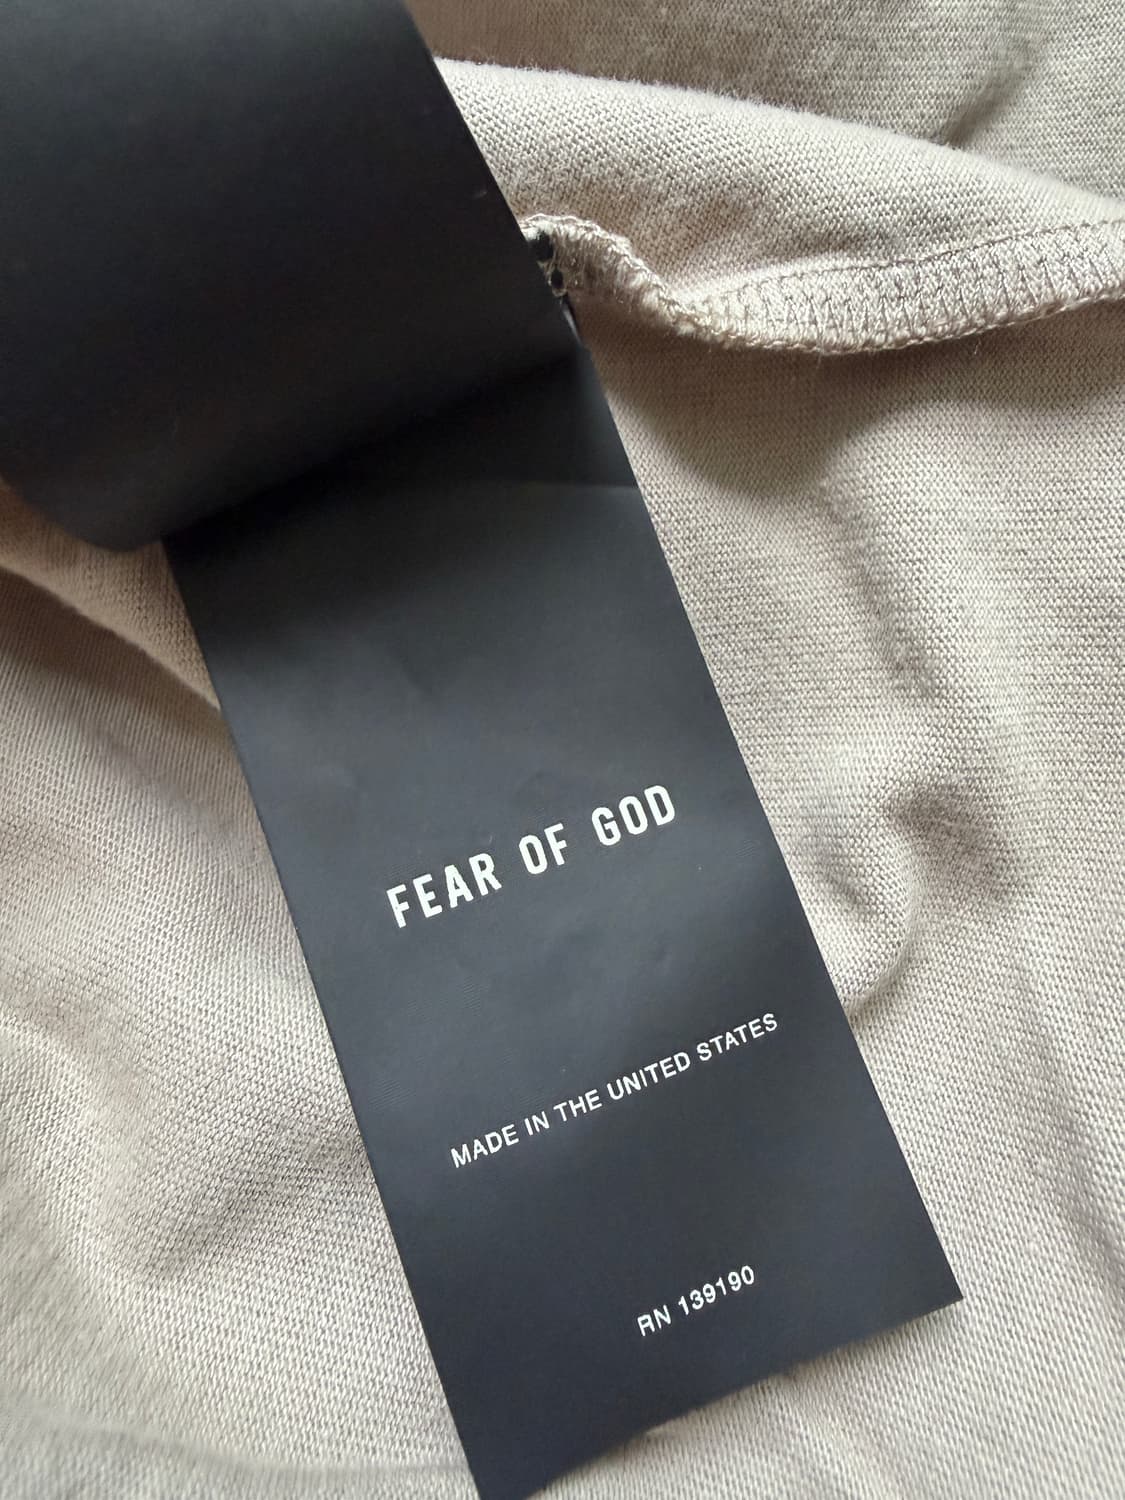 FEAR OF GOD
MADE IN THE UNITED STATES
RN 139190